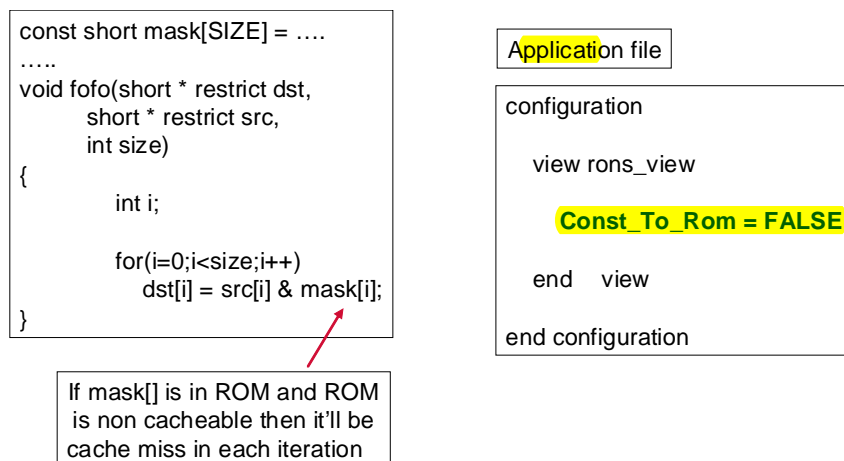 const short mask[SIZE] = ….
…..
void fofo(short * restrict dst,
short * restrict src,
int size)
{
int i;
for(i=0;i<size;i++)
dst[i] = src[i] & mask[i];
}
If mask[] is in ROM and ROM
is non cacheable then it’ll be
cache miss in each iteration
Application file
configuration
view rons_view
Const_To_Rom = FALSE
end view
end configuration